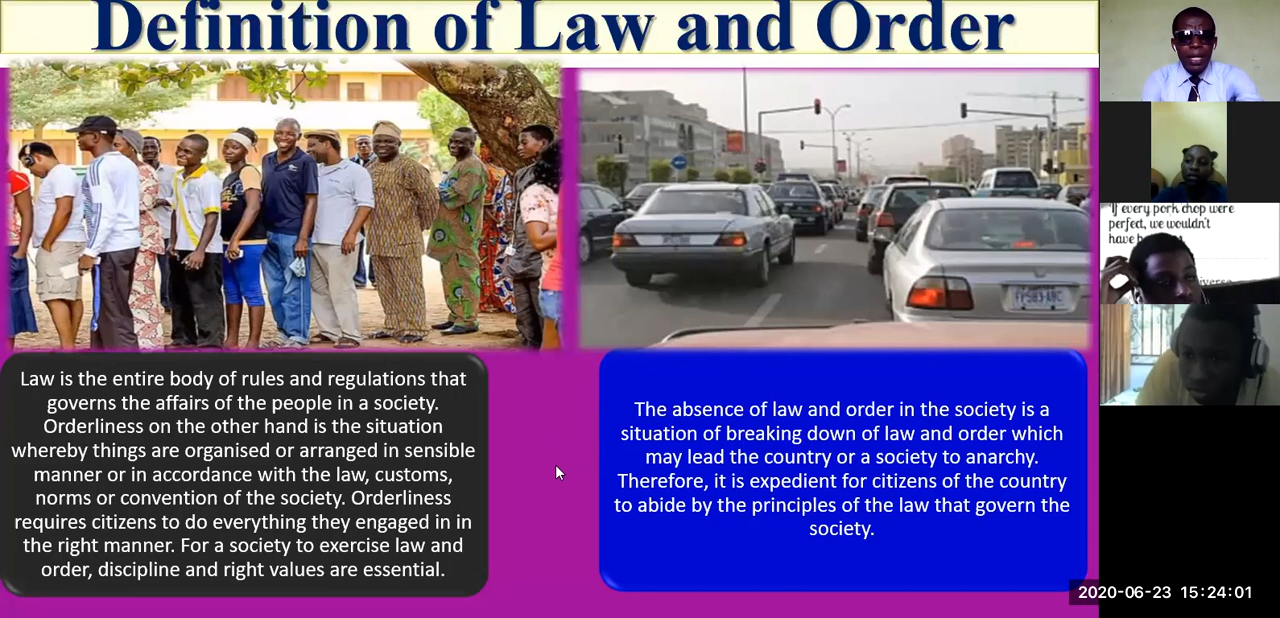 Definition of Law and Order
Law is the entire body of rules and regulations that
governs the affairs of the people in a society.
Orderliness on the other hand is the situation
whereby things are organised or arranged in sensible
manner or in accordance with the law, customs,
norms or convention of the society. Orderliness
requires citizens to do everything they engaged in in
the right manner. For a society to exercise law and
order, discipline and right values are essential.
The absence of law and order in the society is a
situation of breaking down of law and order which
may lead the country or a society to anarchy.
Therefore, it is expedient for citizens of the country
to abide by the principles of the law that govern the
society.
"If every pork chop were
perfect, we wouldn't
have
2020-06-23 15:24:01